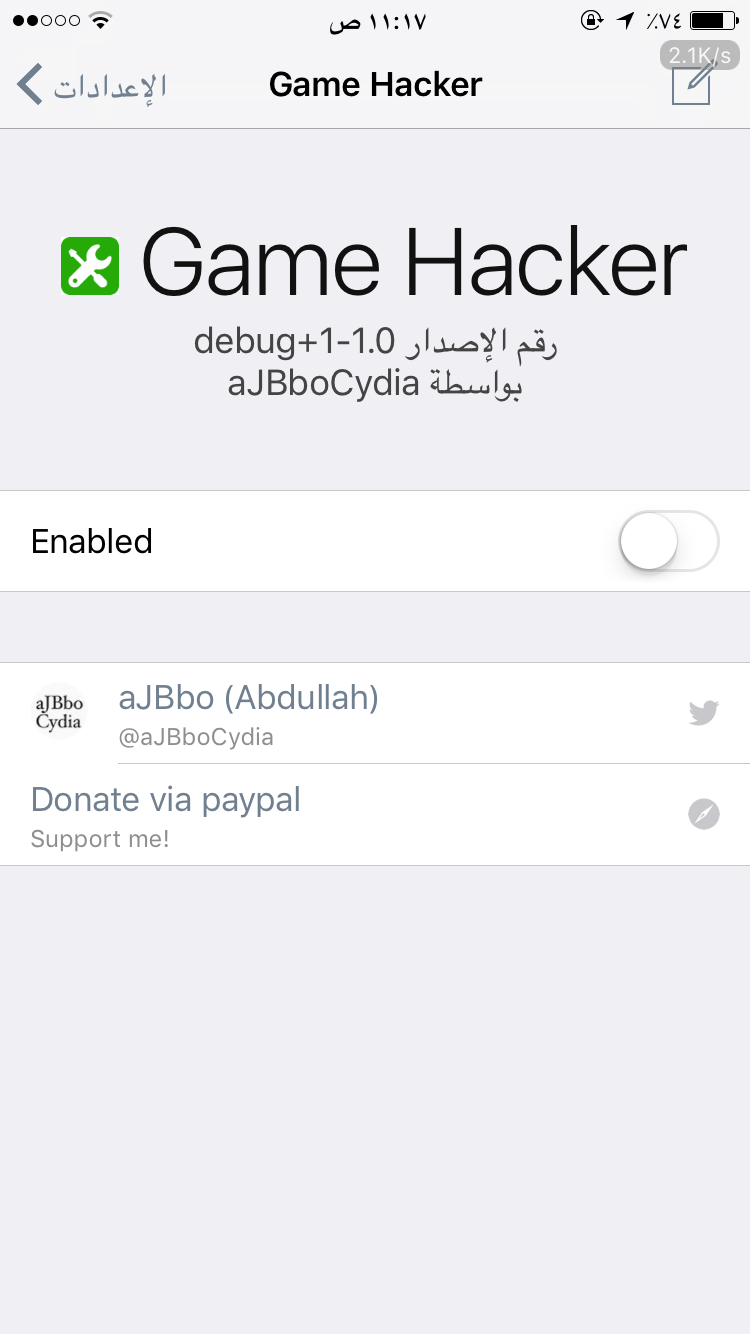 ١١:١٧ ص
٪٧٤
2.1K/s
الإعدادات
Game Hacker
Game Hacker
رقم الإصدار debug+1-1.0
بواسطة aJBboCydia
Enabled
aJBbo
Cydia
aJBbo (Abdullah)
@aJBboCydia
Donate via paypal
Support me!